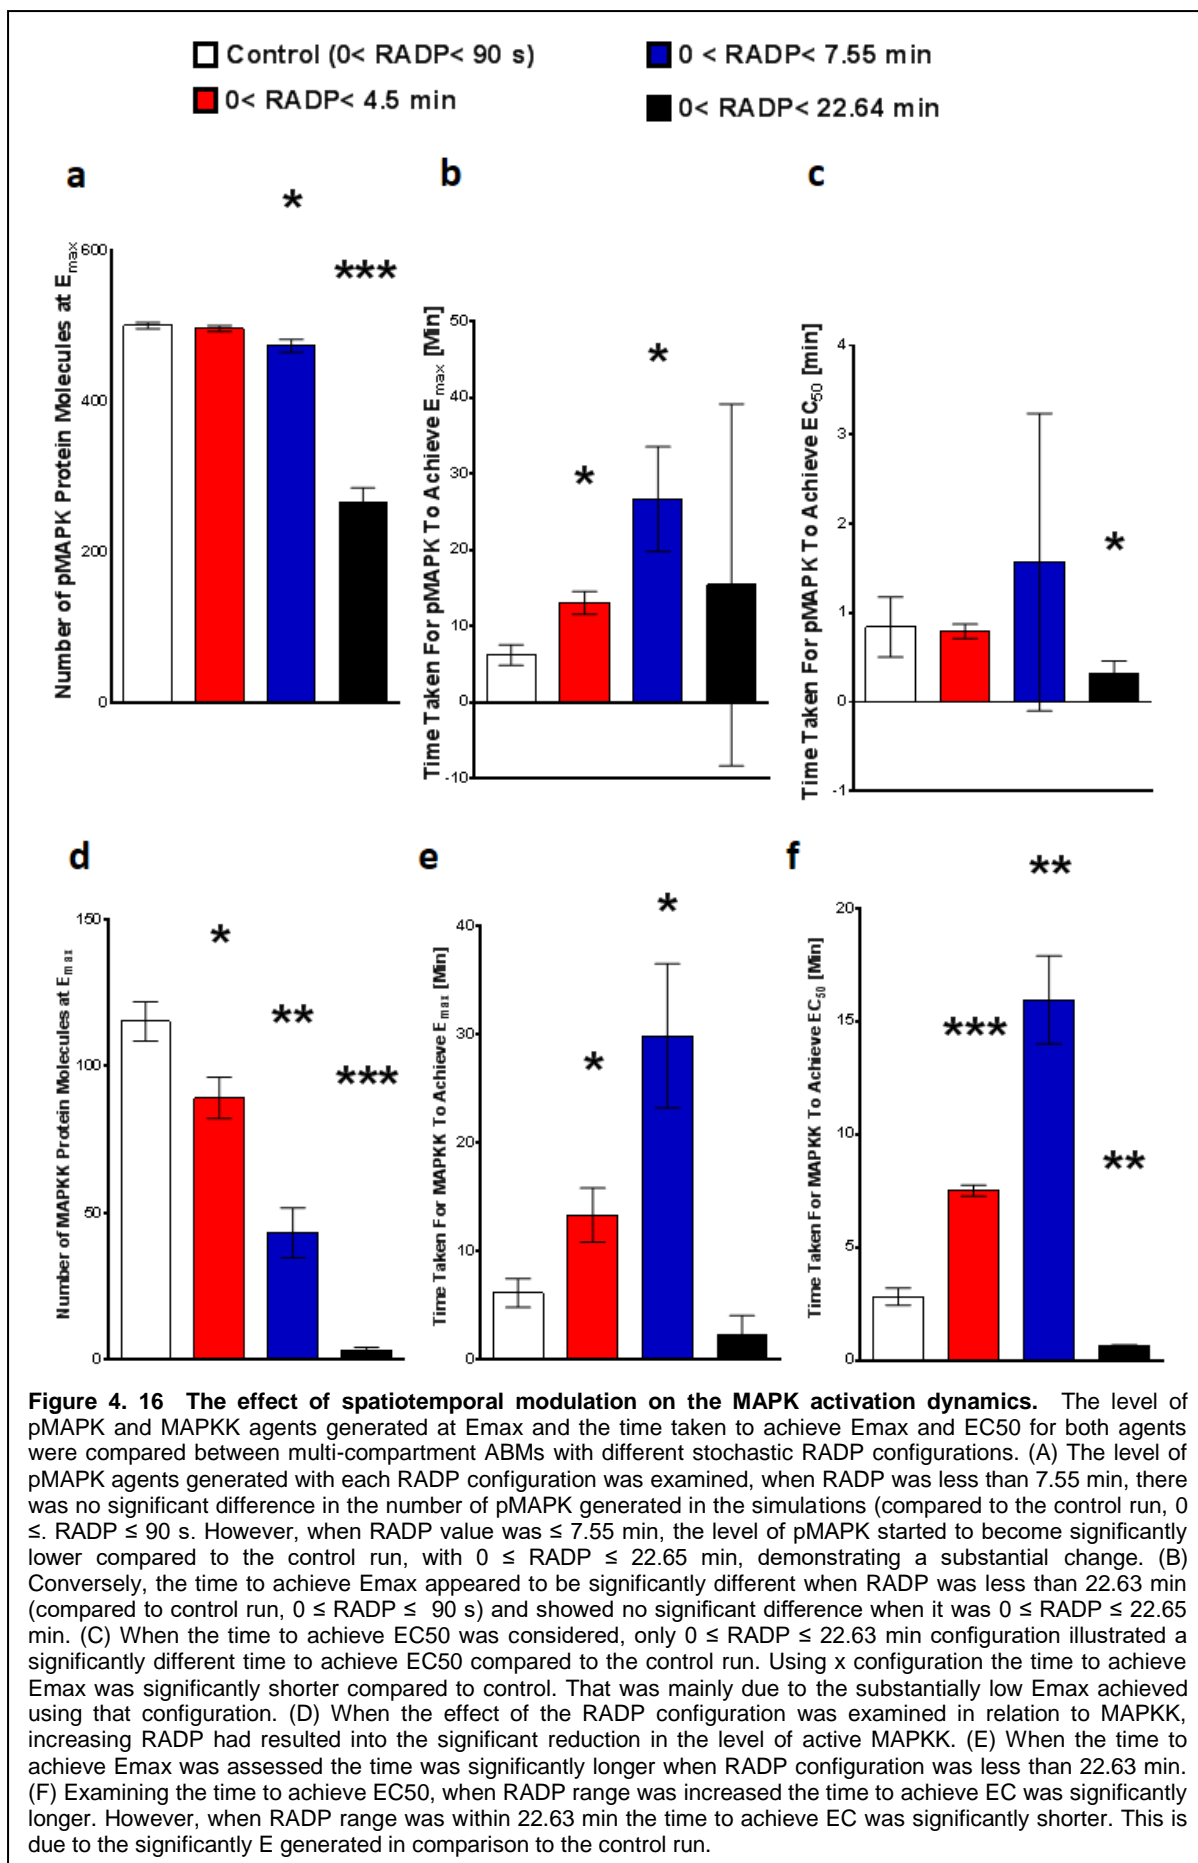 Control (0< RADP< 90 s)
0 < RADP< 7.55 min
0< RADP< 4.5 min
0< RADP< 22.64 min
a
b
c
*
***
Number of pMAPK Protein Molecules at Emax
600
400
200
0
*
*
Time Taken For pMAPK To Achieve Emax [Min]
50
40
30
20
10
0
-10
*
Time Taken For pMAPK To Achieve EC50 [min]
4
3
2
1
0
-1
d
e
f
*
**
***
Number of MAPKK Protein Molecules at Emax
150
100
50
0
*
*
Time Taken For MAPKK To Achieve Emax [Min]
40
30
20
10
0
***
**
**
Time Taken For MAPKK To Achieve EC50 [Min]
20
15
10
5
0
Figure 4. 16 The effect of spatiotemporal modulation on the MAPK activation dynamics. The level of
pMAPK and MAPKK agents generated at Emax and the time taken to achieve Emax and EC50 for both agents
were compared between multi-compartment ABMs with different stochastic RADP configurations. (A) The level of
pMAPK agents generated with each RADP configuration was examined, when RADP was less than 7.55 min, there
was no significant difference in the number of pMAPK generated in the simulations (compared to the control run, 0
≤. RADP ≤ 90 s. However, when RADP value was ≤ 7.55 min, the level of pMAPK started to become significantly
lower compared to the control run, with 0 ≤ RADP ≤ 22.65 min, demonstrating a substantial change. (B)
Conversely, the time to achieve Emax appeared to be significantly different when RADP was less than 22.63 min
(compared to control run, 0 ≤ RADP ≤ 90 s) and showed no significant difference when it was 0 ≤ RADP ≤ 22.65
min. (C) When the time to achieve EC50 was considered, only 0 ≤ RADP ≤ 22.63 min configuration illustrated a
significantly different time to achieve EC50 compared to the control run. Using x configuration the time to achieve
Emax was significantly shorter compared to control. That was mainly due to the substantially low Emax achieved
using that configuration. (D) When the effect of the RADP configuration was examined in relation to MAPKK,
increasing RADP had resulted into the significant reduction in the level of active MAPKK. (E) When the time to
achieve Emax was assessed the time was significantly longer when RADP configuration was less than 22.63 min.
(F) Examining the time to achieve EC50, when RADP range was increased the time to achieve EC was significantly
longer. However, when RADP range was within 22.63 min the time to achieve EC was significantly shorter. This is
due to the significantly E generated in comparison to the control run.